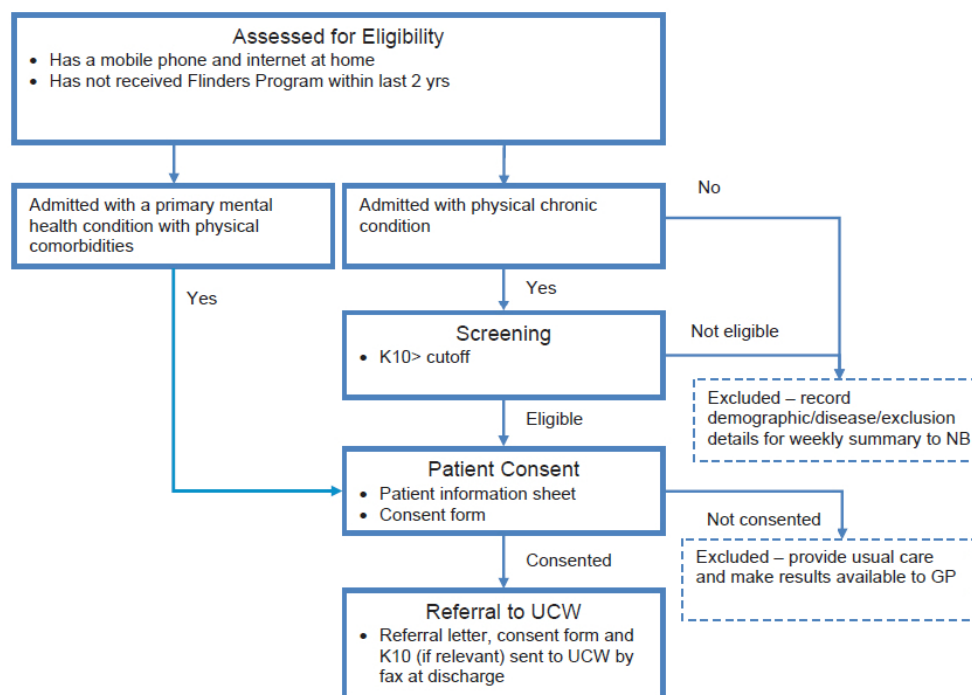 Assessed for Eligibility
• Has a mobile phone and internet at home
• Has not received Flinders Program within last 2 yrs
Admitted with a primary mental
health condition with physical
comorbidities
Admitted with physical chronic
condition
No
Yes
Yes
Screening
• K10> cutoff
Not eligible
Excluded – record
demographic/disease/exclusion
details for weekly summary to NB
Eligible
Patient Consent
• Patient information sheet
• Consent form
Not consented
Excluded – provide usual care
and make results available to GP
Consented
Referral to UCW
• Referral letter, consent form and
K10 (if relevant) sent to UCW by
fax at discharge